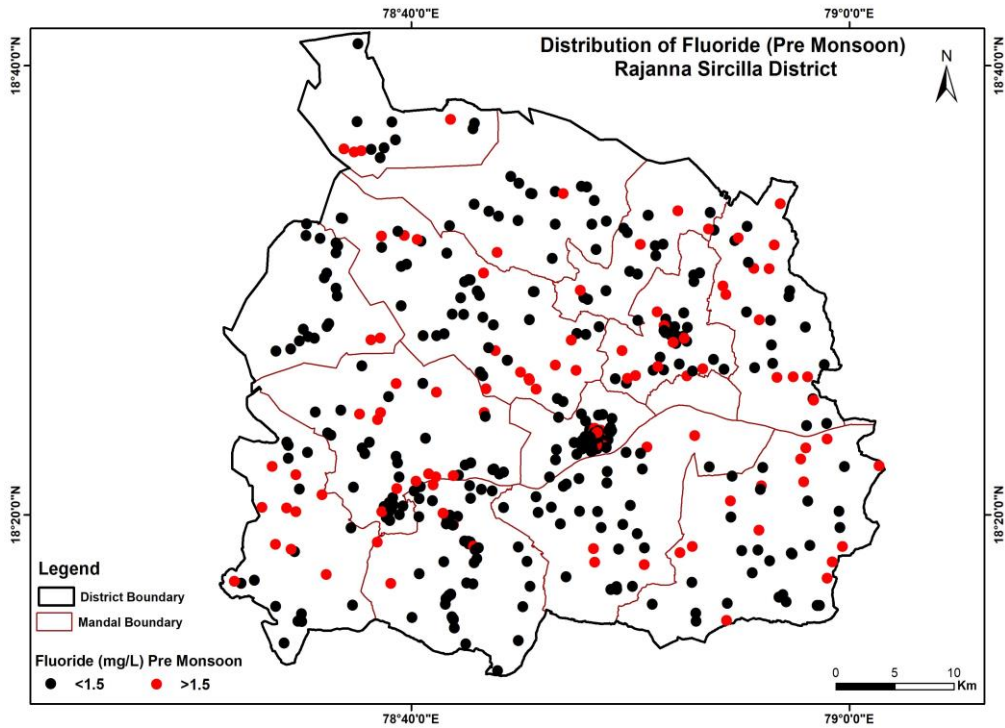 78°40'0"E
79°0'0"E
Distribution of Fluoride (Pre Monsoon)
Rajanna Sircilla District
18°40'0"N
18°40'0"N
N
18°20'0"N
18°20'0"N
Legend
District Boundary
Mandal Boundary
Fluoride (mg/L) Pre Monsoon
<1.5
>1.5
0 5 10
Km
78°40'0"E
79°0'0"E